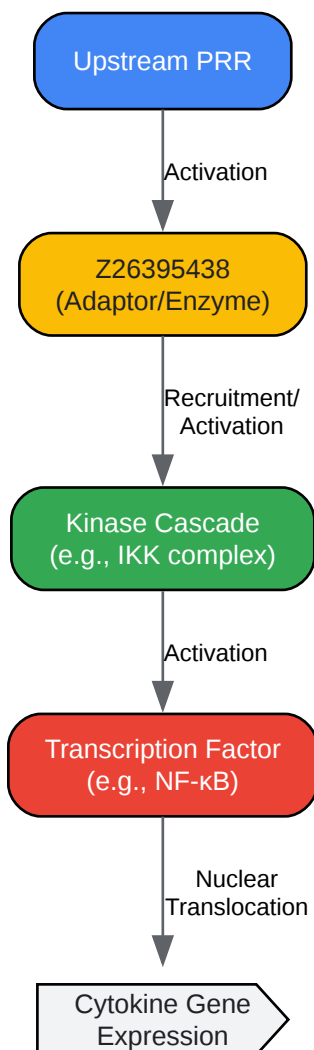 Upstream PRR
Activation
Z26395438
(Adaptor/Enzyme)
Recruitment/
Activation
Kinase Cascade
(e.g., IKK complex)
Activation
Transcription Factor
(e.g., NF-κB)
Nuclear
Translocation
Cytokine Gene
Expression